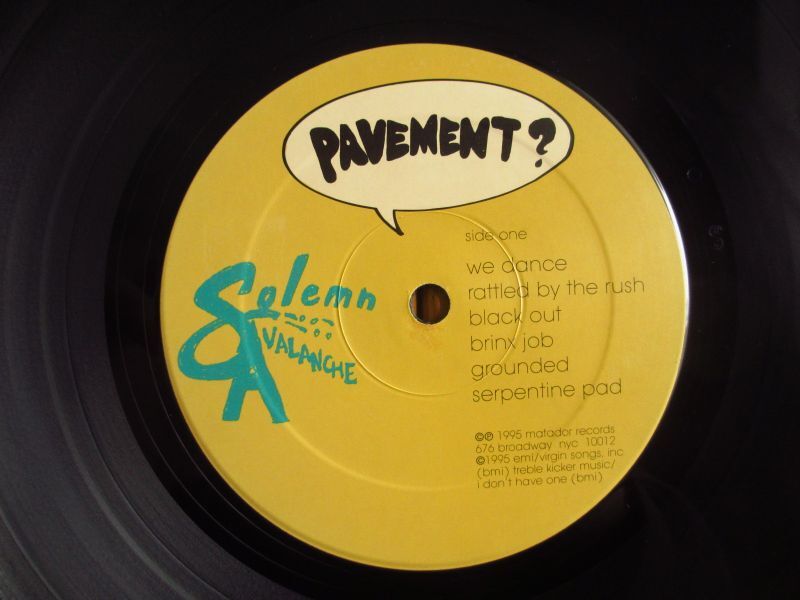 PAVEMENT?
side one
Solemn
AVALANCHE
we dance
rattled by the rush
black out
brinx job
grounded
serpentine pad
©℗ 1995 matador records
676 broadway nyc 10012
©1995 emi/virgin songs, inc
(bmi) treble kicker music/
i don't have one (bmi)